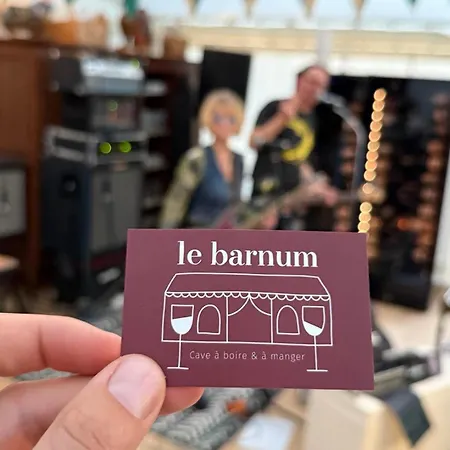 le barnum
Cave à boire & à manger